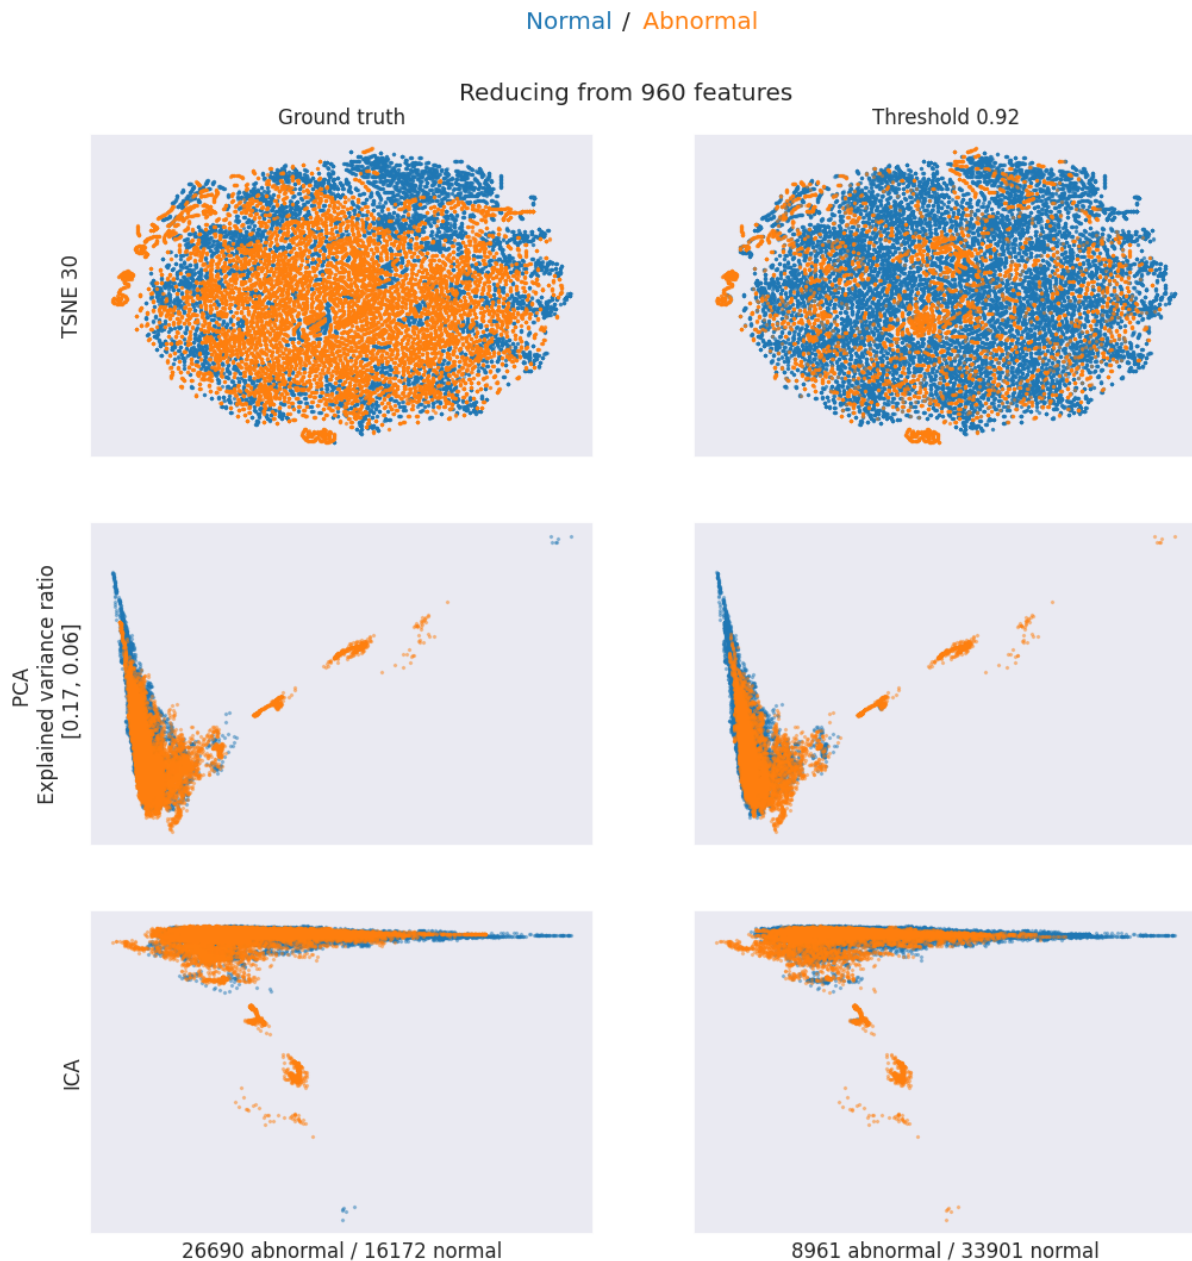 Normal / Abnormal
Reducing from 960 features
Ground truth
Threshold 0.92
TSNE 30
PCA
Explained variance ratio
[0.17, 0.06]
ICA
26690 abnormal / 16172 normal
8961 abnormal / 33901 normal